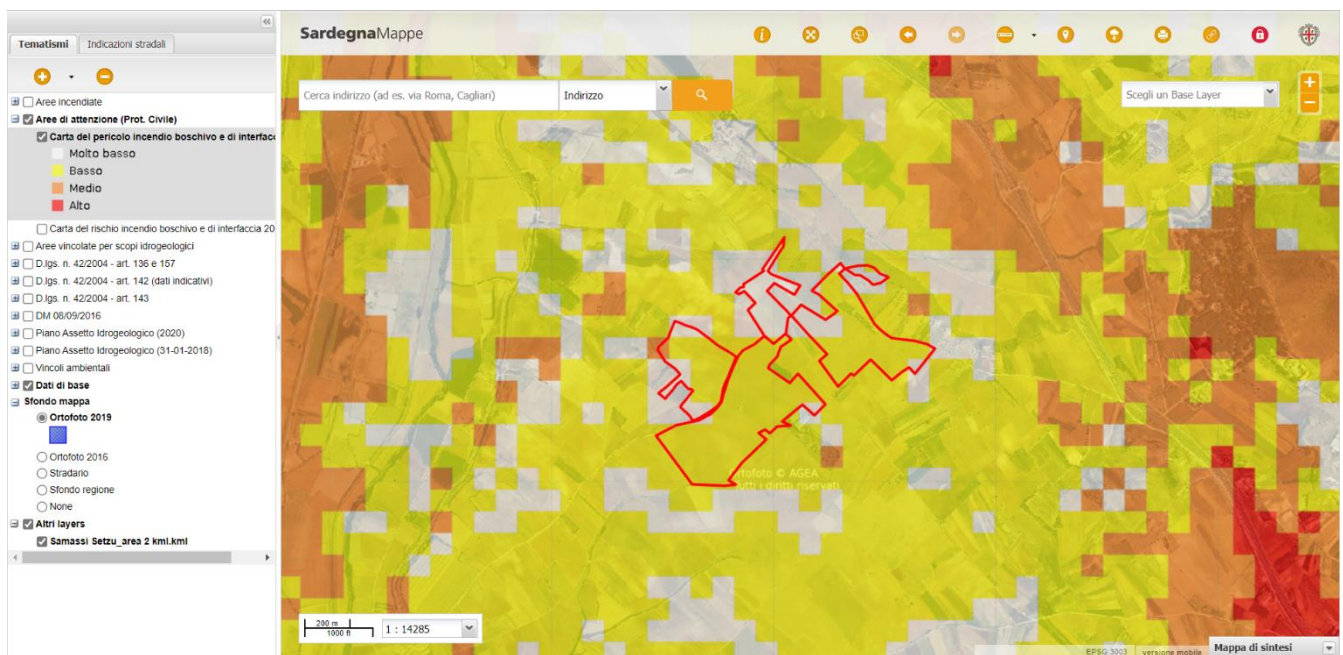 Tematismi
Indicazioni stradali
Aree incendiate
Aree di attenzione (Prot. Civile)
Carta del pericolo incendio boschivo e di interfacc
Molto basso
Basso
Medio
Alto
Carta del rischio incendio boschivo e di interfaccia 20
Aree vincolate per scopi idrogeologici
D.lgs. n. 42/2004 - art. 136 e 157
D.lgs. n. 42/2004 - art. 142 (dati indicativi)
D.lgs. n. 42/2004 - art. 143
DM 08/09/2016
Piano Assetto Idrogeologico (2020)
Piano Assetto Idrogeologico (31-01-2018)
Vincoli ambientali
Dati di base
Sfondo mappa
Ortofoto 2019
Ortofoto 2016
Stradario
Sfondo regione
None
Altri layers
Samassi Setzu_area 2 kml.kml
SardegnaMappe
Cerca indirizzo (ad es. via Roma, Cagliari)
Indirizzo
Scegli un Base Layer
Ortofoto © AGEA
Tutti i diritti riservati
200 m
1000 ft
1 : 14285
EPSG 3003
versione mobile
Mappa di sintesi